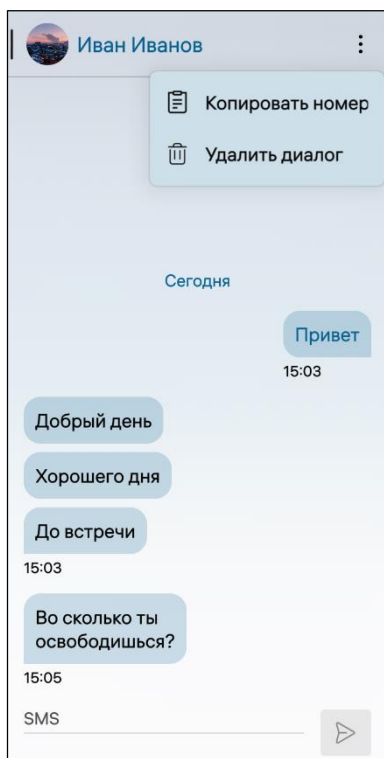 Иван Иванов
Копировать номер
Удалить диалог
Сегодня
Привет
15:03
Добрый день
Хорошего дня
До встречи
15:03
Во сколько ты
освободишься?
15:05
SMS